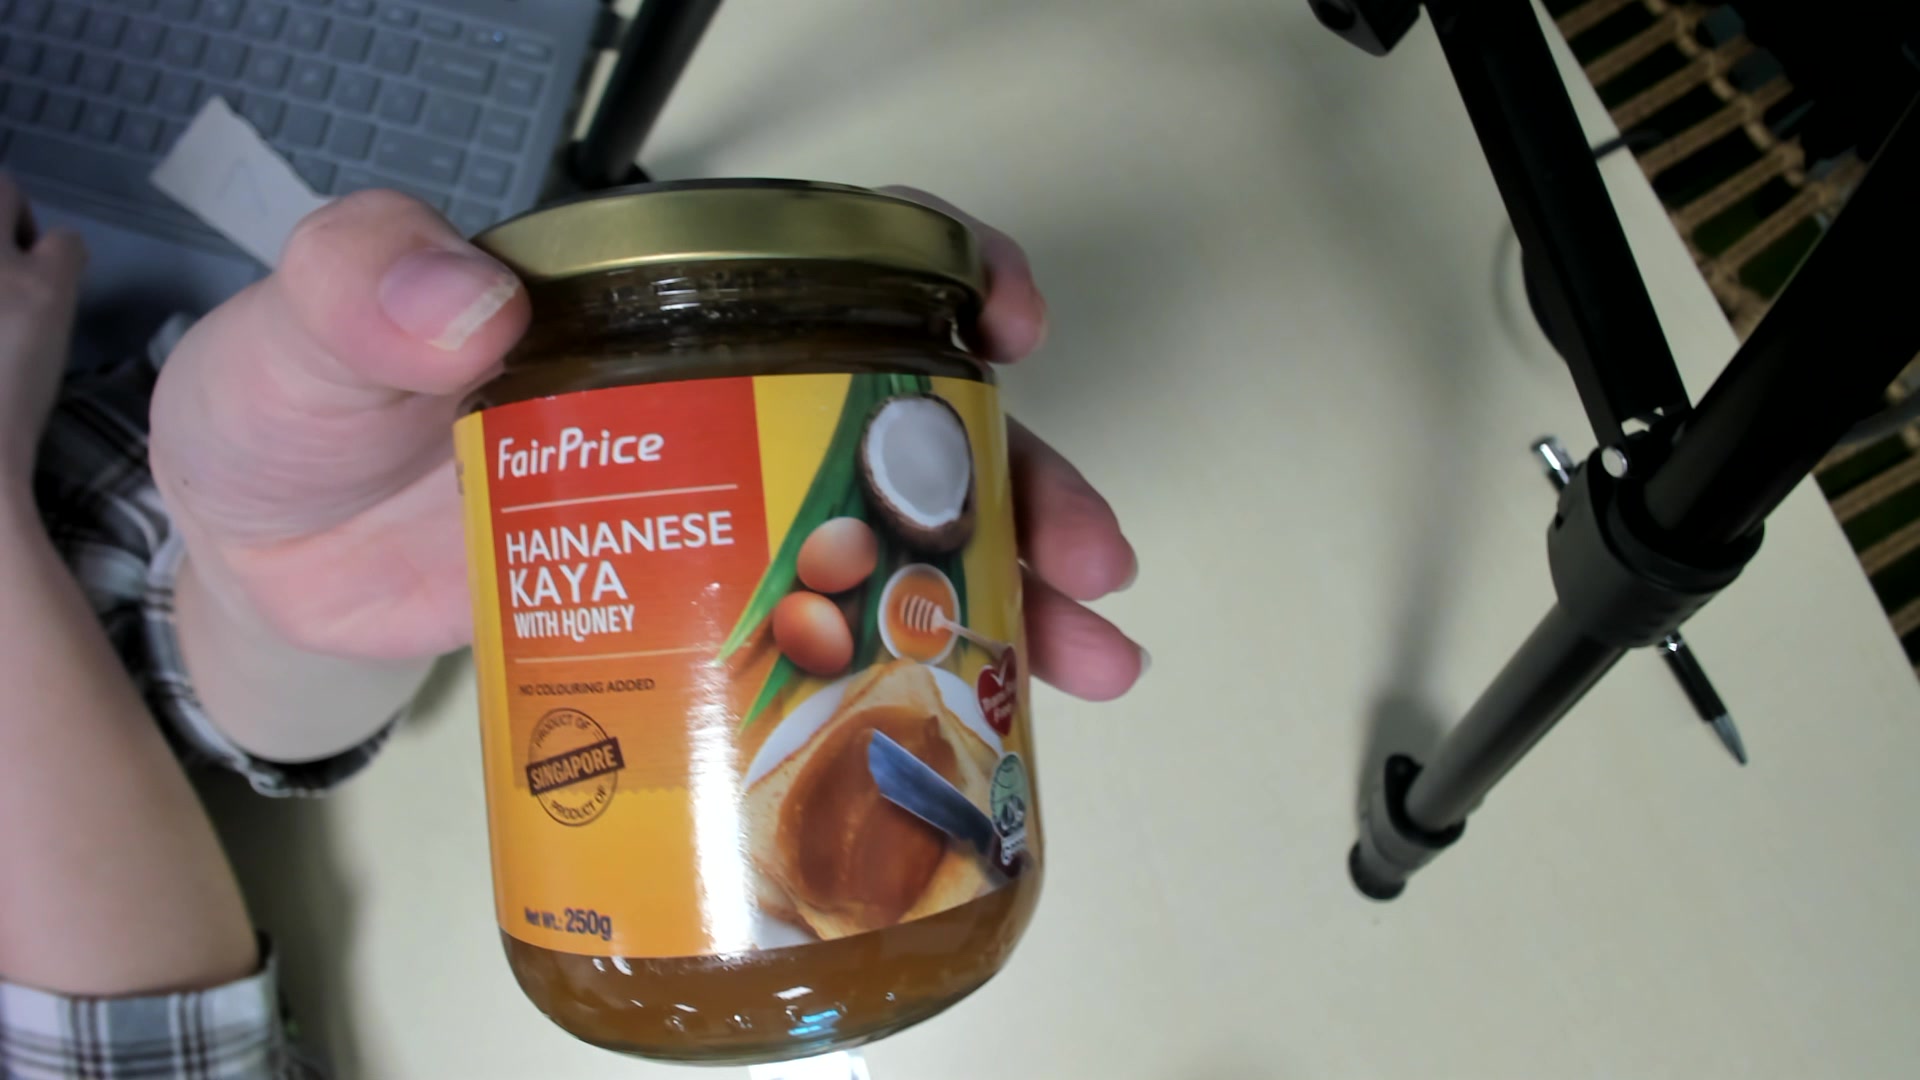 FairPrice
HAINANESE
KAYA
WITH HONEY
NO COLOURING ADDED
PRODUCT OF
SINGAPORE
PRODUCT OF
Net Wt.: 250g